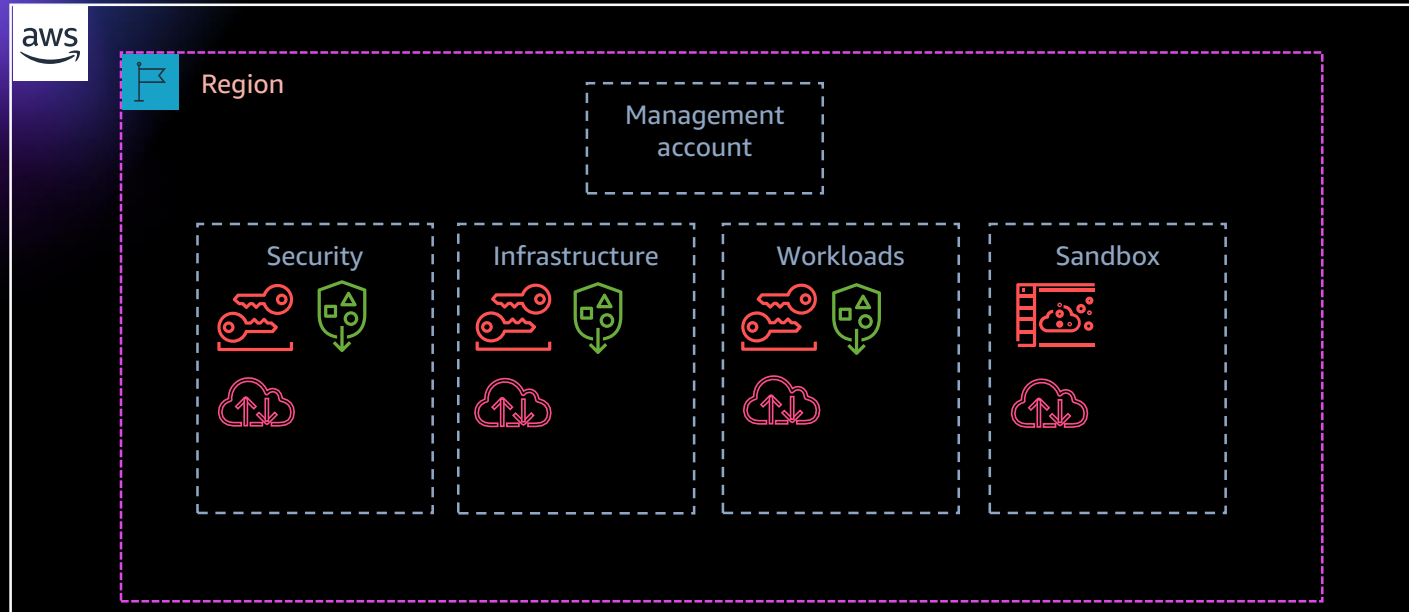 aws
Region
Management
account
Security
Infrastructure
Workloads
Sandbox